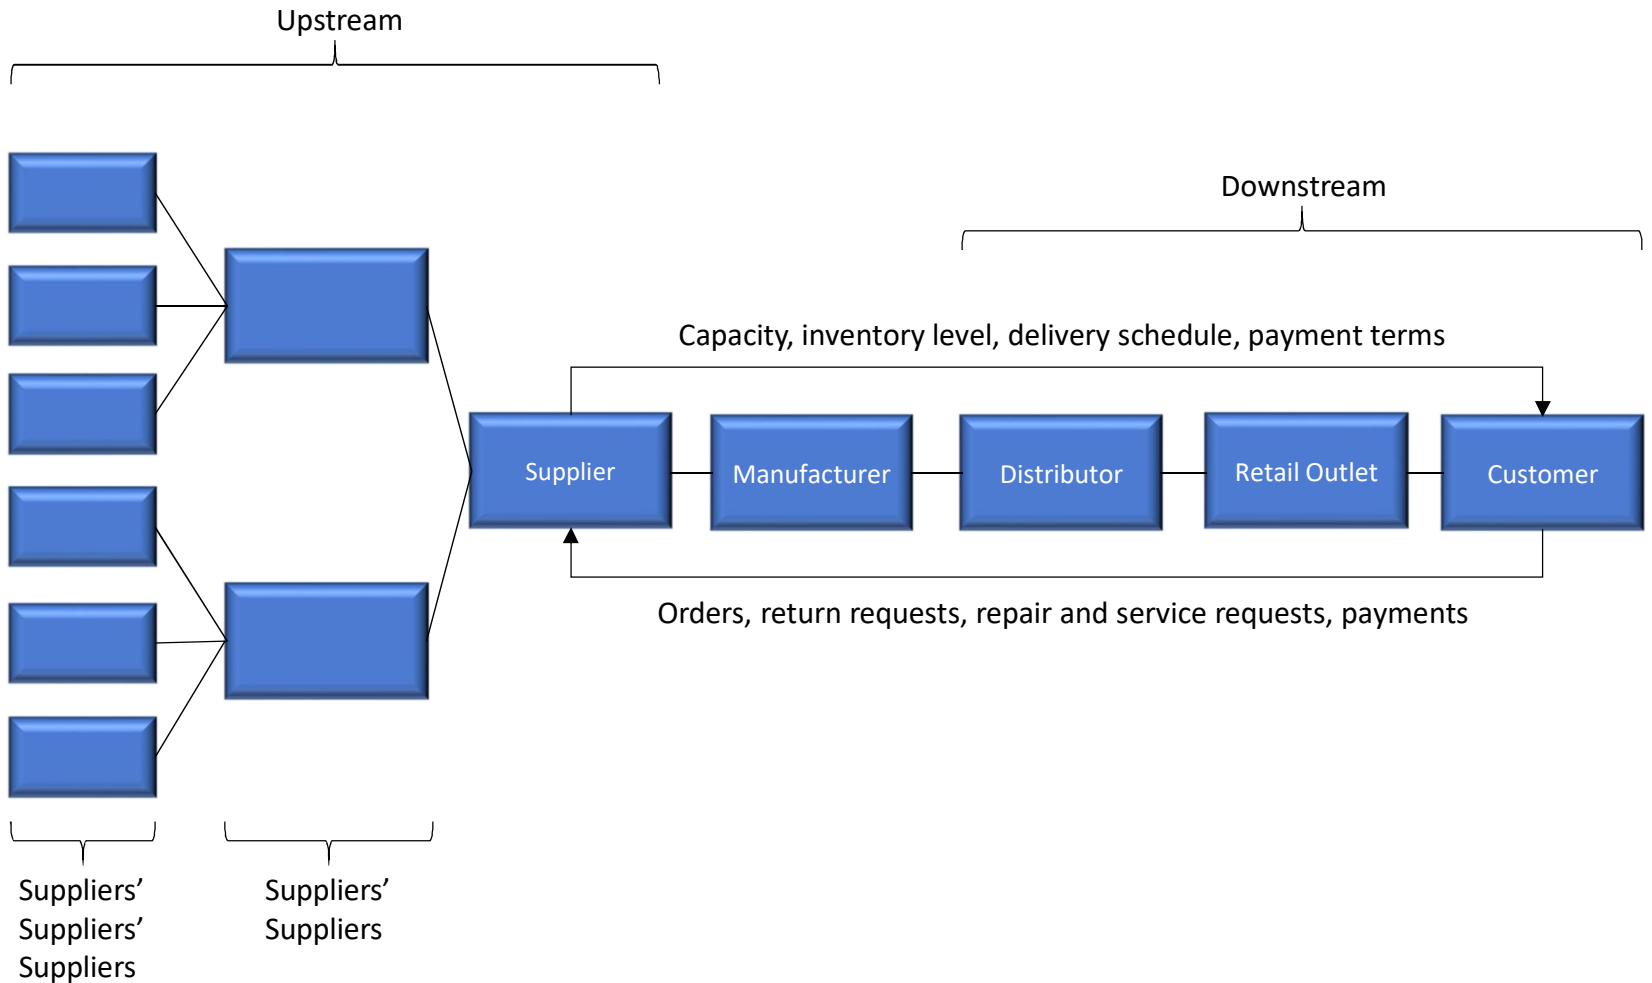 Upstream
Downstream
Capacity, inventory level, delivery schedule, payment terms
Supplier
Manufacturer
Distributor
Retail Outlet
Customer
Orders, return requests, repair and service requests, payments
Suppliers’
Suppliers’
Suppliers
Suppliers’
Suppliers